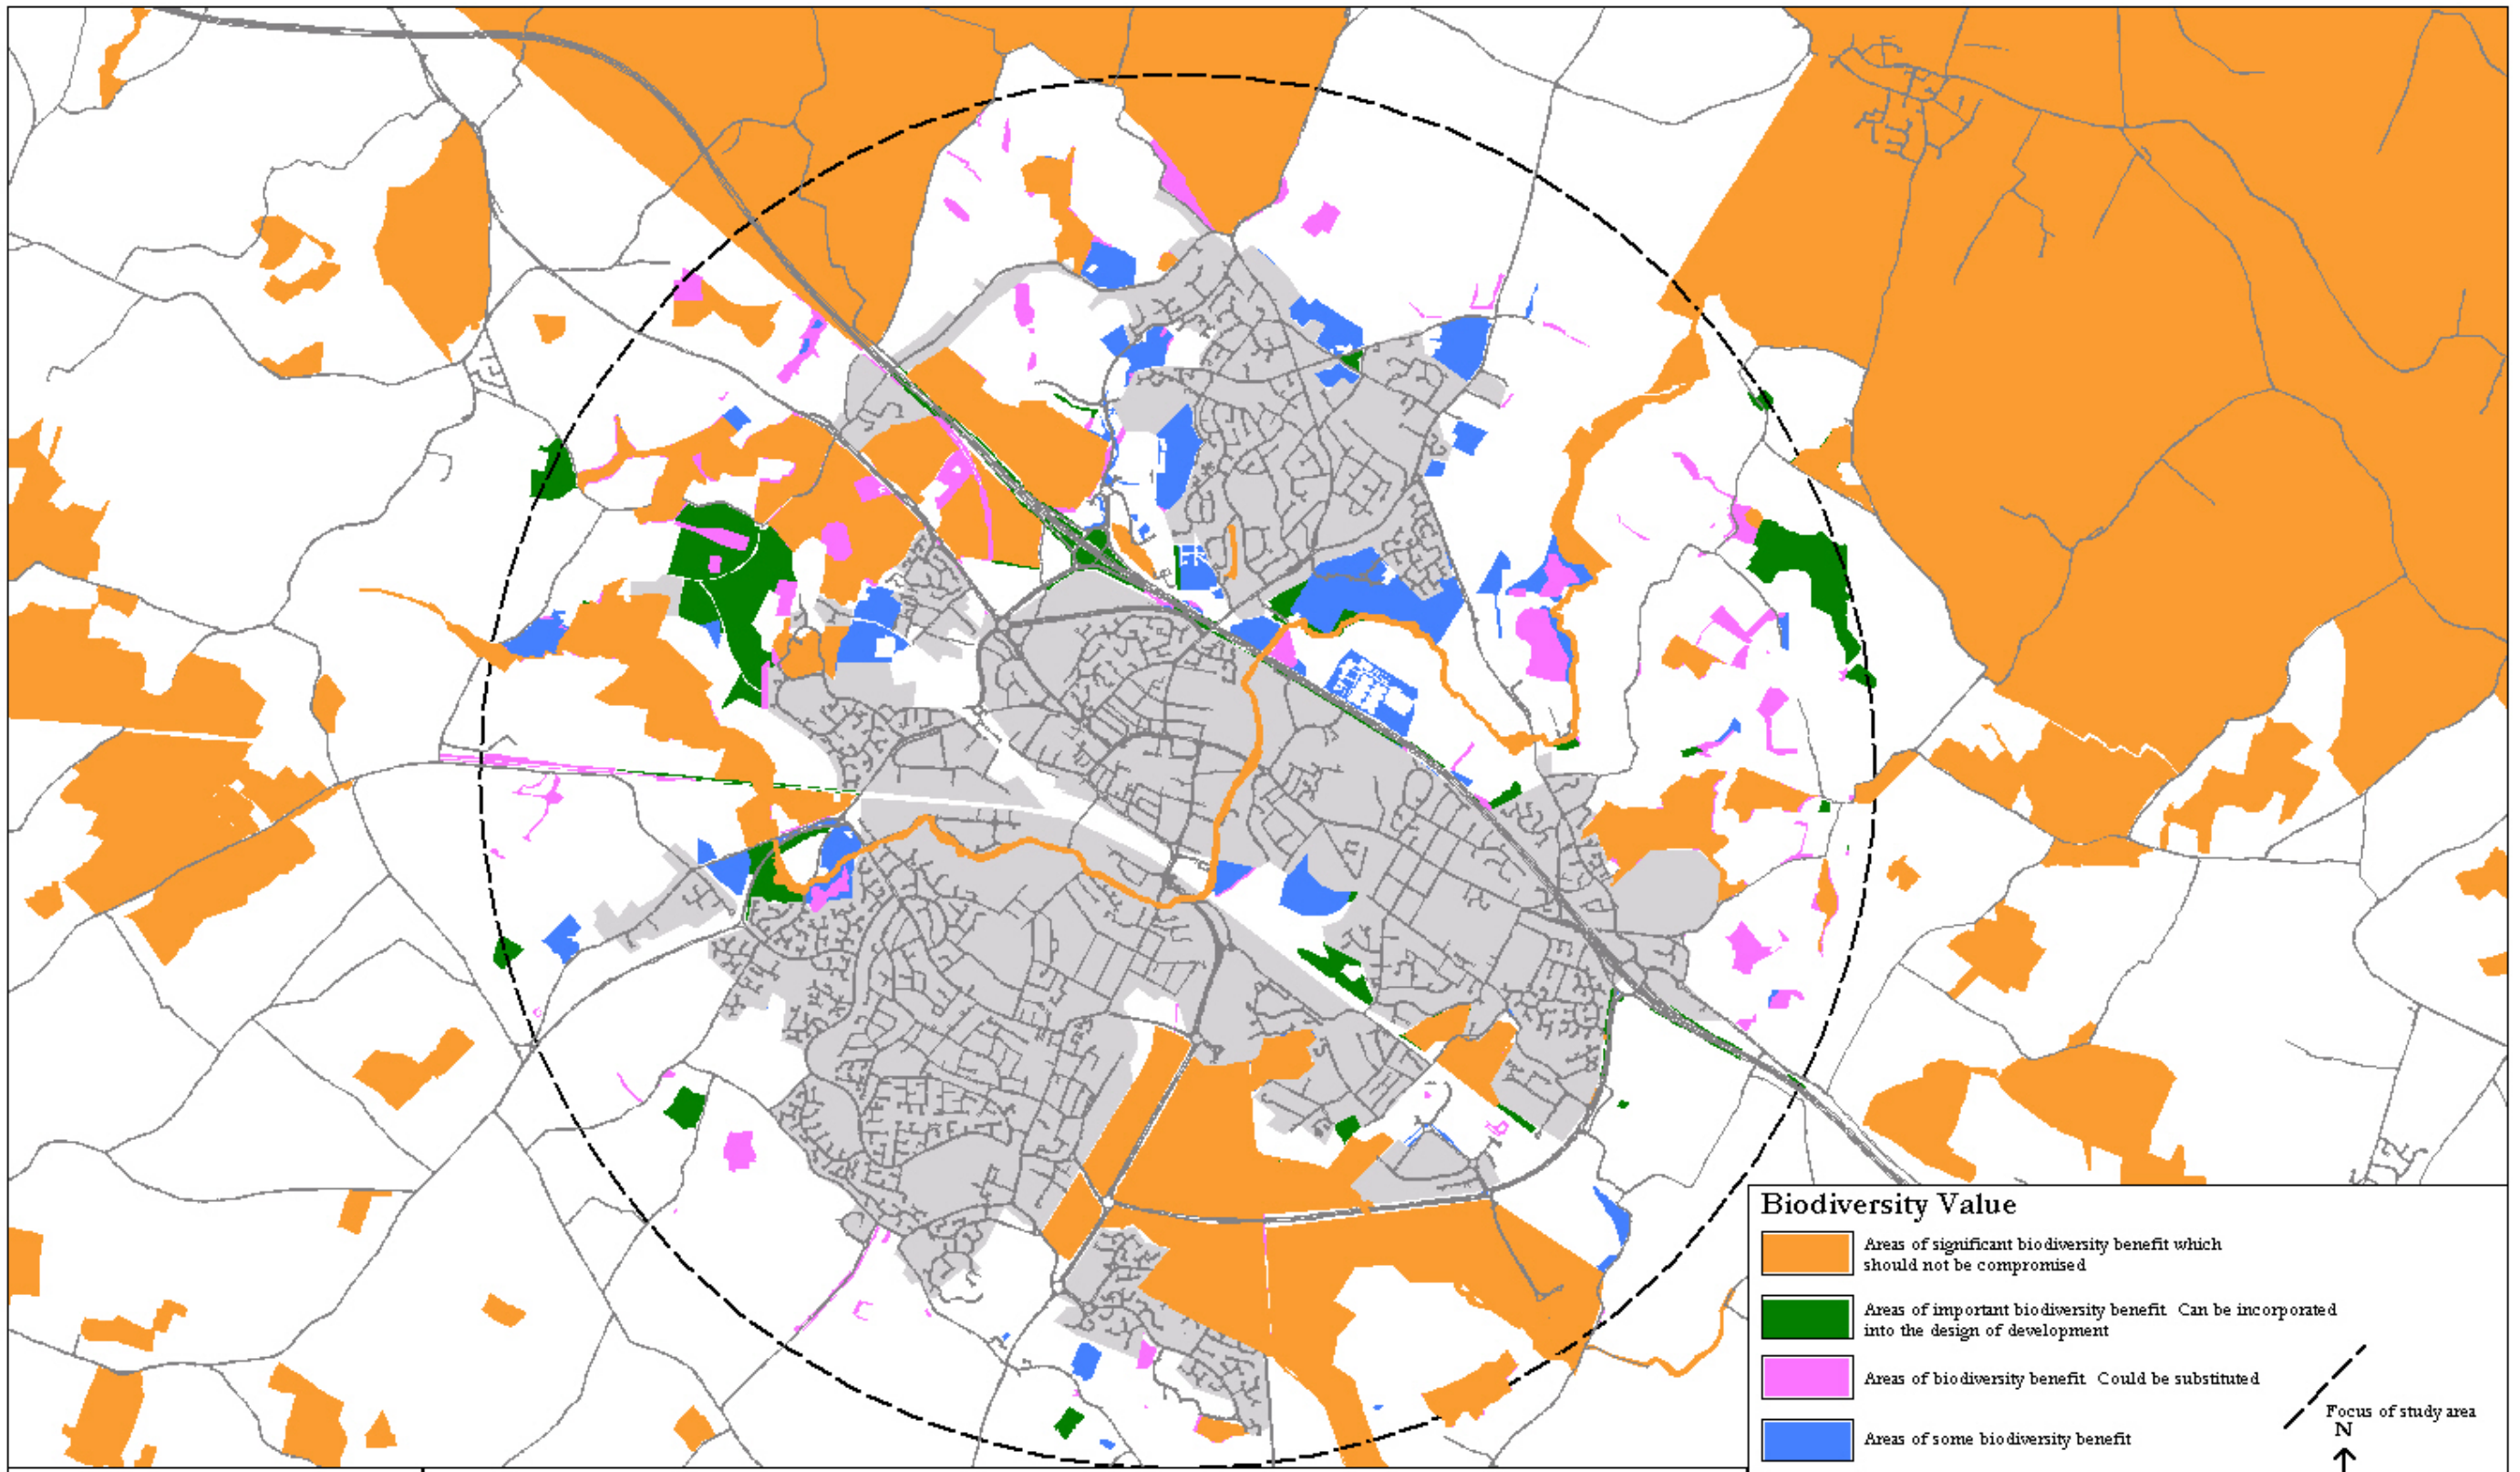 Biodiversity Value
Areas of significant biodiversity benefit which
should not be compromised
Areas of important biodiversity benefit Can be incorporated
into the design of development
Areas of biodiversity benefit Could be substituted
Areas of some biodiversity benefit
Focus of study area
N